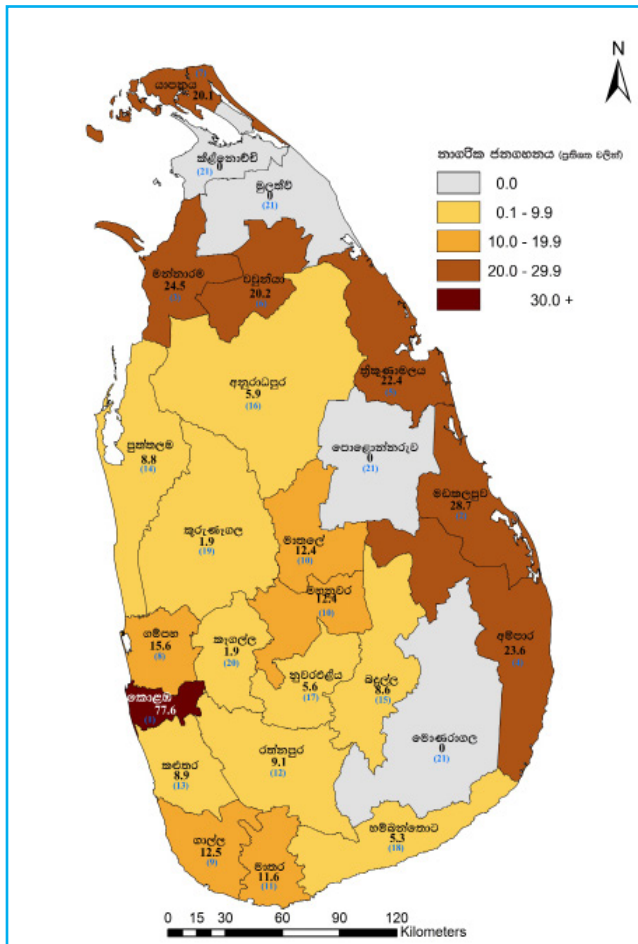 යාපනය
20.1
N
කිළිනොච්චි
0
(21)
මුලතිව්
0
(21)
නාගරික ජනගහනය (ප්‍රතිශත වලින්)
0.0
0.1 - 9.9
10.0 - 19.9
20.0 - 29.9
30.0 +
මන්නාරම
24.5
වවුනියා
20.2
ත්‍රිකුණාමලය
22.4
අනුරාධපුර
5.9
(16)
පුත්තලම
8.8
(14)
පොළොන්නරුව
0
(21)
මඩකලපුව
28.7
කුරුණෑගල
1.9
(19)
මාතලේ
12.4
(10)
මහනුවර
12.4
(10)
ගම්පහ
15.6
(8)
කෑගල්ල
1.9
(20)
නුවරඑළිය
5.6
(17)
බදුල්ල
8.6
(15)
අම්පාර
23.6
කොළඹ
77.6
(1)
මොණරාගල
0
(21)
රත්නපුර
9.1
(12)
කළුතර
8.9
(13)
හම්බන්තොට
5.3
(18)
ගාල්ල
12.5
(9)
මාතර
11.6
(11)
0 15 30 60 90 120
Kilometers